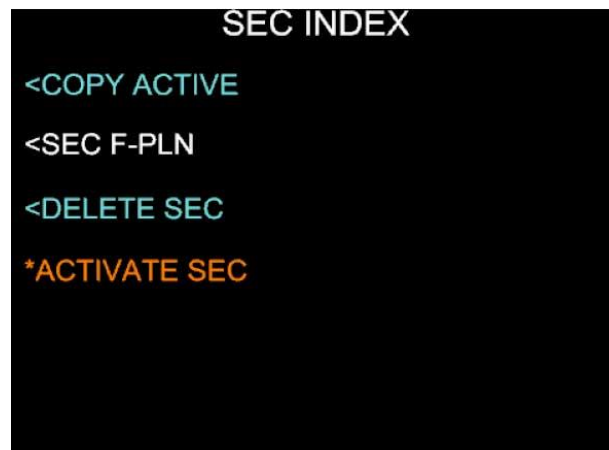 SEC INDEX
<COPY ACTIVE
<SEC F-PLN
<DELETE SEC
*ACTIVATE SEC